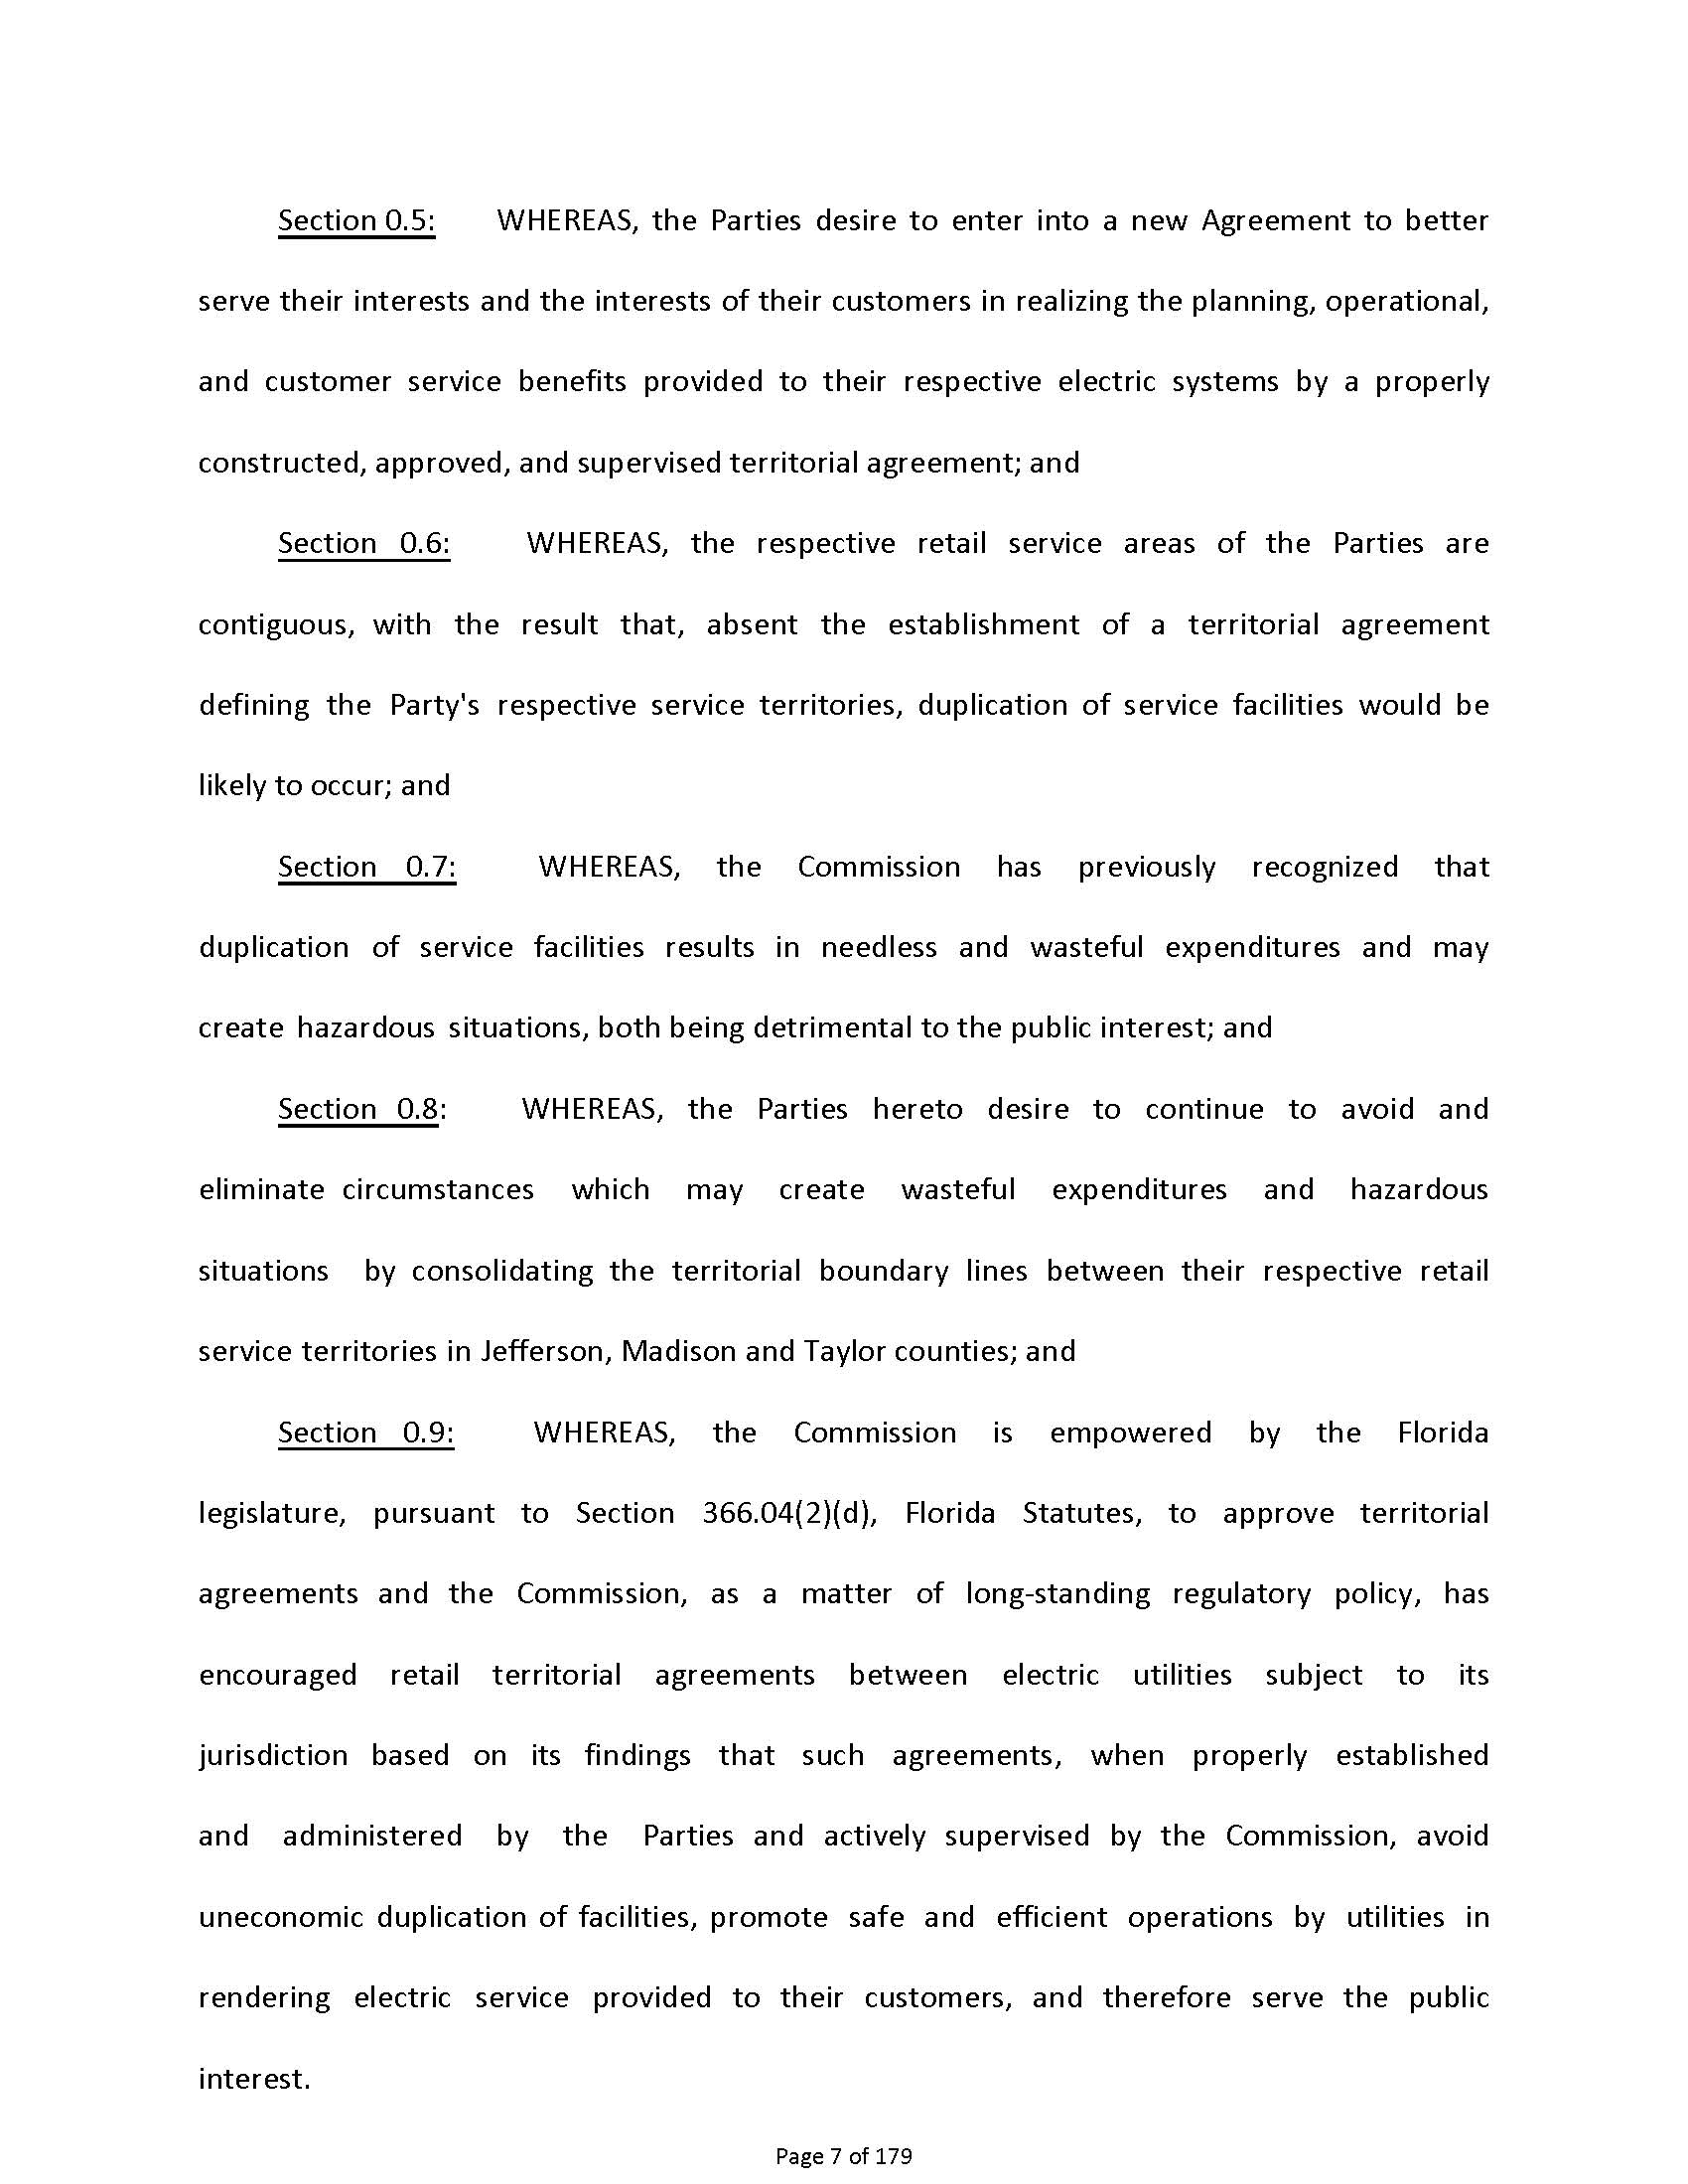 Section 0.5: WHEREAS, the Parties desire to enter into a new Agreement to better
serve their interests and the interests of their customers in realizing the planning, operational,
and customer service benefits provided to their respective electric systems by a properly
constructed, approved, and supervised territorial agreement; and
Section 0.6: WHEREAS, the respective retail service areas of the Parties are
contiguous, with the result that, absent the establishment of a territorial agreement
defining the Party's respective service territories, duplication of service facilities would be
likely to occur; and
Section 0.7: WHEREAS, the Commission has previously recognized that
duplication of service facilities results in needless and wasteful expenditures and may
create hazardous situations, both being detrimental to the public interest; and
Section 0.8: WHEREAS, the Parties hereto desire to continue to avoid and
eliminate circumstances which may create wasteful expenditures and hazardous
situations by consolidating the territorial boundary lines between their respective retail
service territories in Jefferson, Madison and Taylor counties; and
Section 0.9: WHEREAS, the Commission is empowered by the Florida
legislature, pursuant to Section 366.04(2)(d), Florida Statutes, to approve territorial
agreements and the Commission, as a matter of long-standing regulatory policy, has
encouraged retail territorial agreements between electric utilities subject to its
jurisdiction based on its findings that such agreements, when properly established
and administered by the Parties and actively supervised by the Commission, avoid
uneconomic duplication of facilities, promote safe and efficient operations by utilities in
rendering electric service provided to their customers, and therefore serve the public
interest.
Page 7 of 179